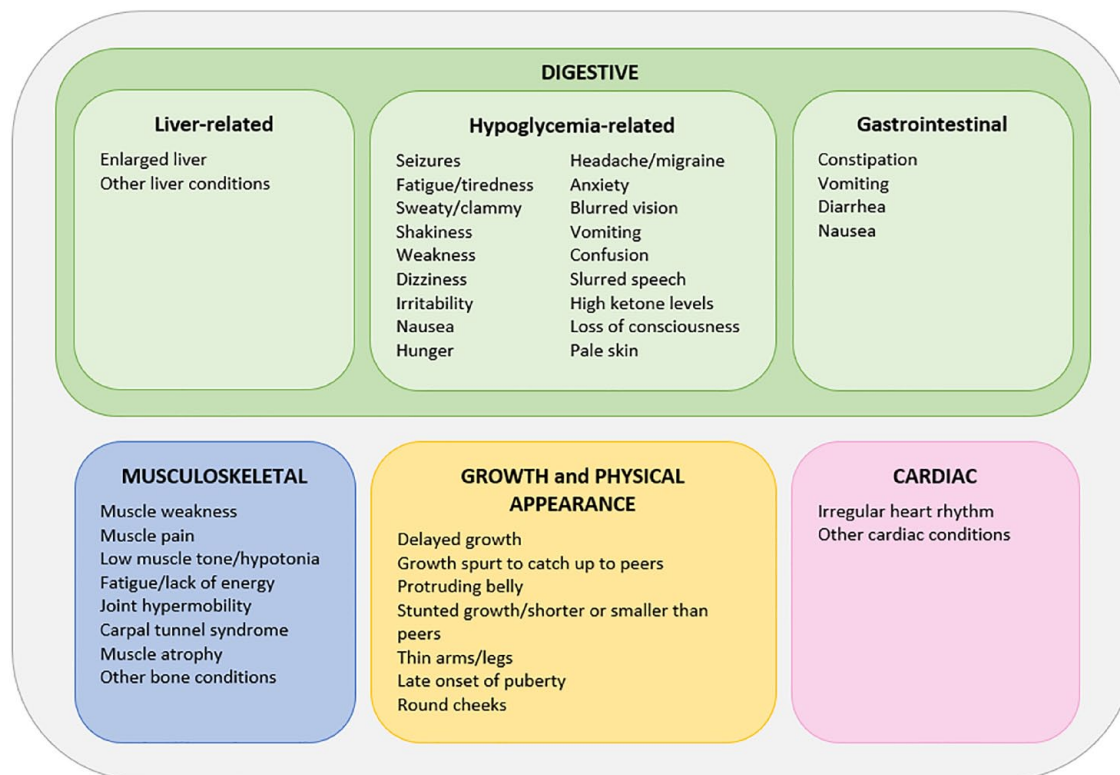 DIGESTIVE
Liver-related
Enlarged liver
Other liver conditions
Hypoglycemia-related
Seizures
Fatigue/tiredness
Sweaty/clammy
Shakiness
Weakness
Dizziness
Irritability
Nausea
Hunger
Headache/migraine
Anxiety
Blurred vision
Vomiting
Confusion
Slurred speech
High ketone levels
Loss of consciousness
Pale skin
Gastrointestinal
Constipation
Vomiting
Diarrhea
Nausea
MUSCULOSKELETAL
Muscle weakness
Muscle pain
Low muscle tone/hypotonia
Fatigue/lack of energy
Joint hypermobility
Carpal tunnel syndrome
Muscle atrophy
Other bone conditions
GROWTH and PHYSICAL
APPEARANCE
Delayed growth
Growth spurt to catch up to peers
Protruding belly
Stunted growth/shorter or smaller than
peers
Thin arms/legs
Late onset of puberty
Round cheeks
CARDIAC
Irregular heart rhythm
Other cardiac conditions